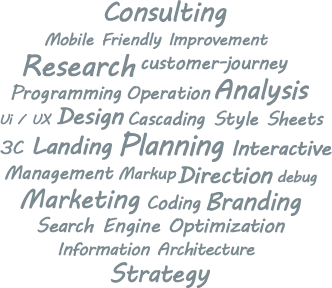 Consulting
Mobile Friendly Improvement
Research customer-journey
Programming Operation Analysis
Ui / UX Design Cascading Style Sheets
3C Landing Planning Interactive
Management Markup Direction debug
Marketing Coding Branding
Search Engine Optimization
Information Architecture
Strategy